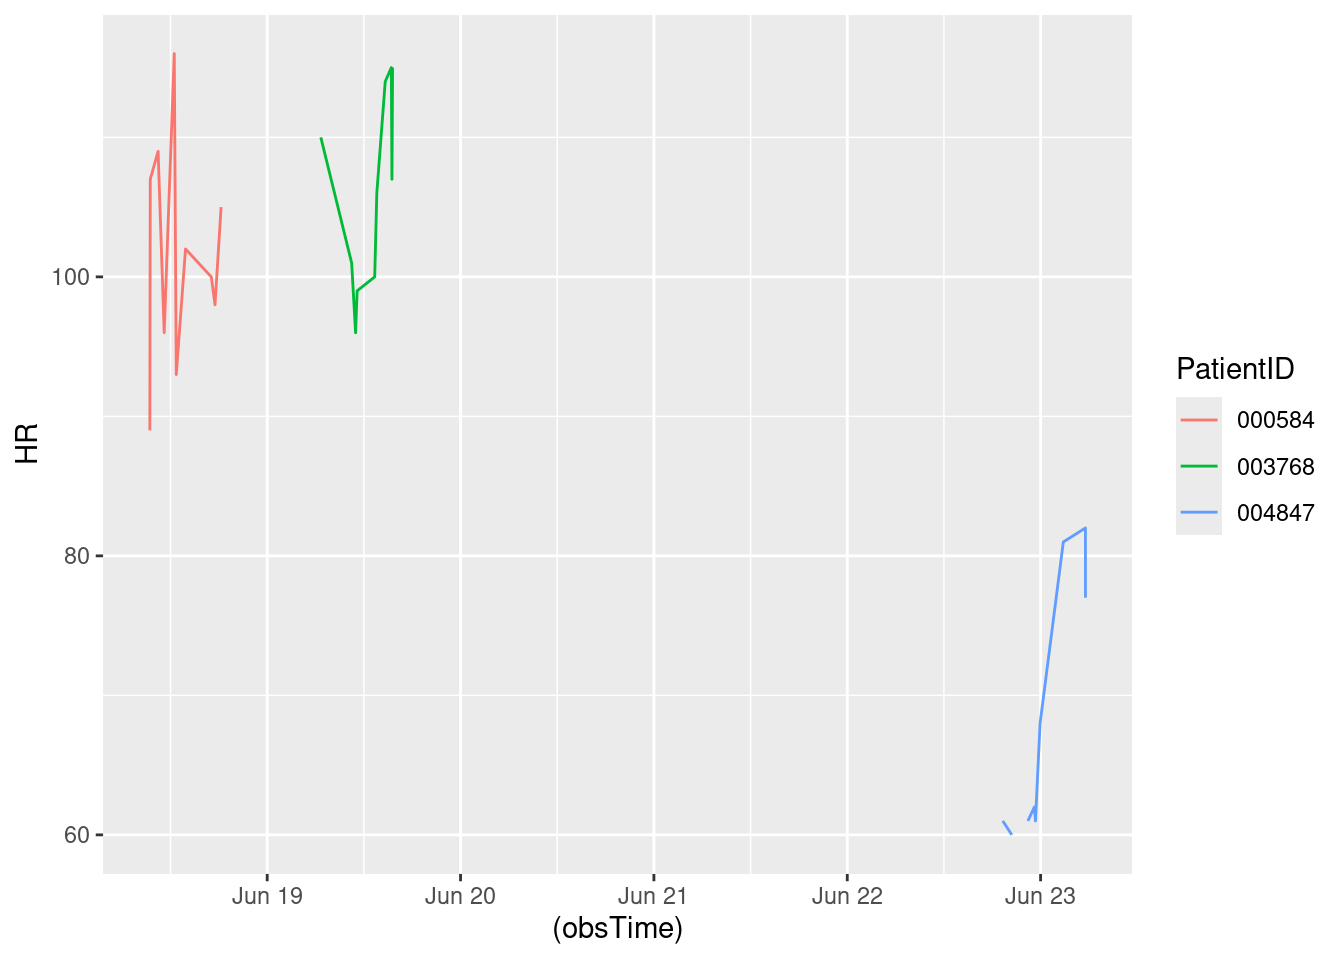 HR
100
80
60
Jun 19
Jun 20
Jun 21
Jun 22
Jun 23
(obsTime)
PatientID
000584
003768
004847